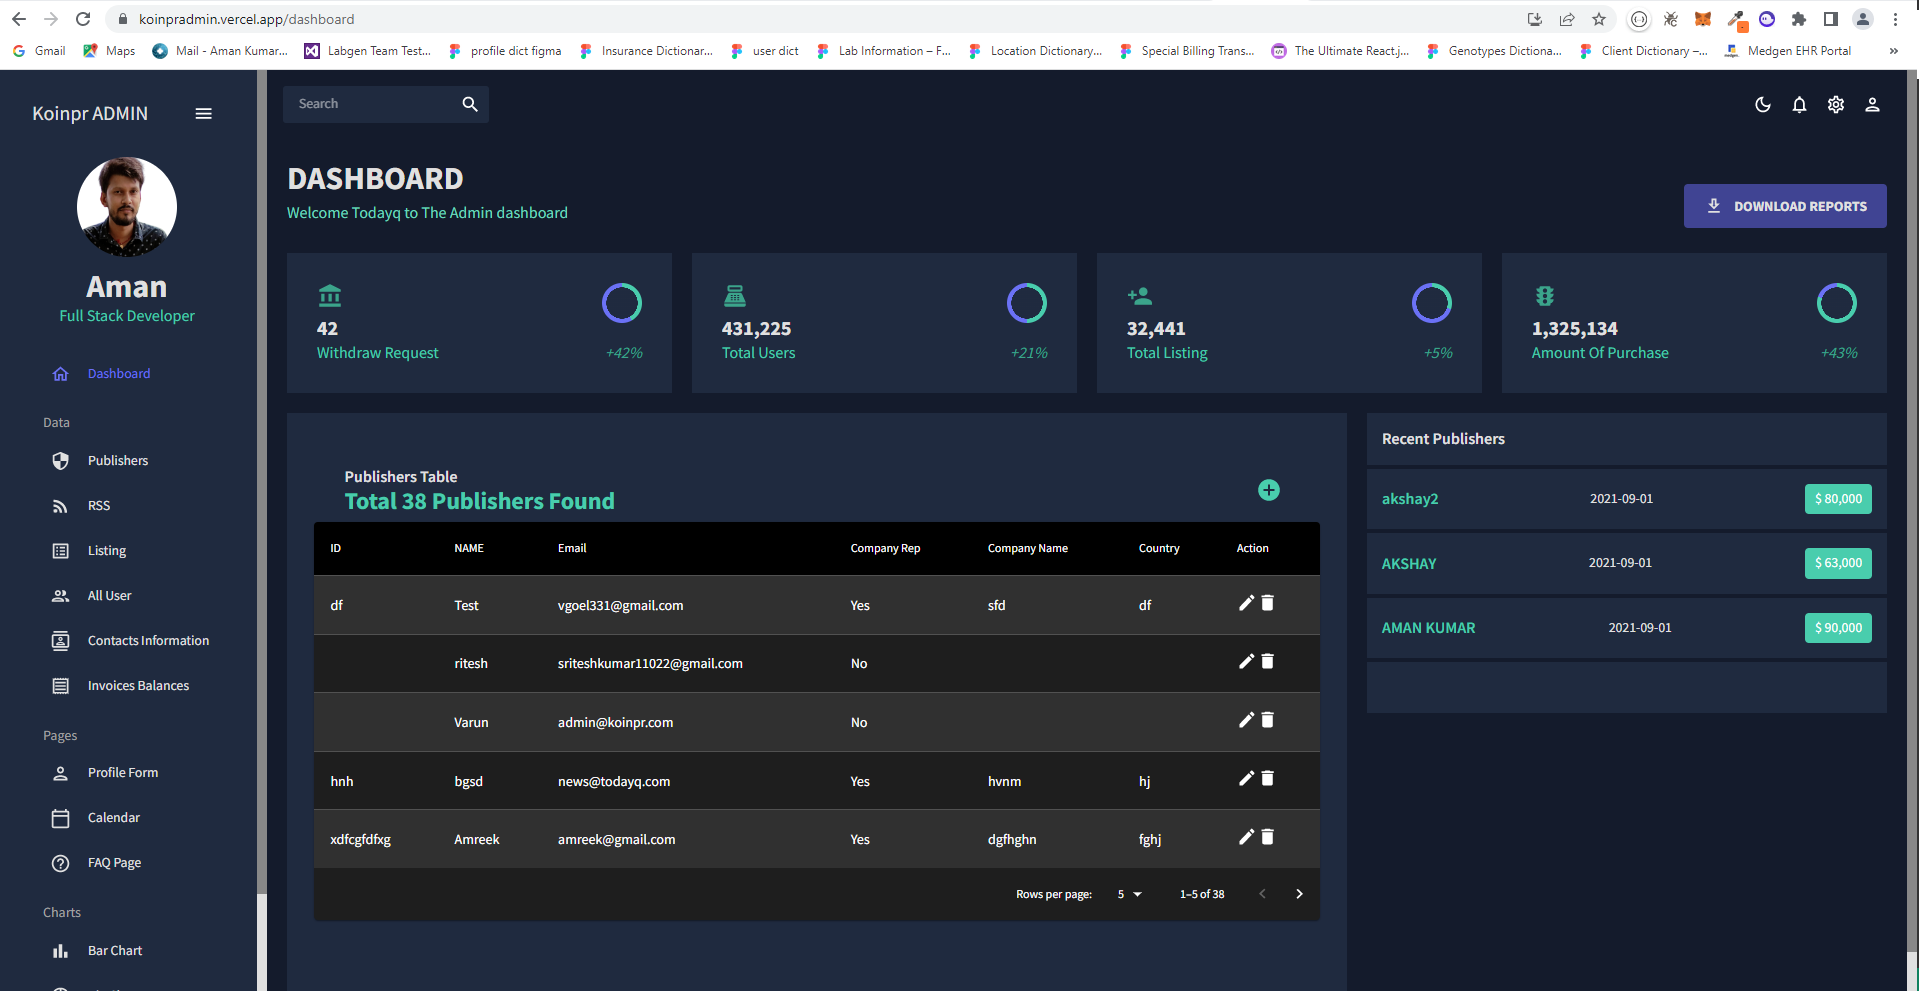 koinpradmin.vercel.app/dashboard
Gmail
Maps
Mail - Aman Kumar...
Labgen Team Test...
profile dict figma
Insurance Dictionar...
user dict
Lab Information – F...
Location Dictionary...
Special Billing Trans...
The Ultimate React.j...
Genotypes Dictiona...
Client Dictionary –...
Medgen EHR Portal
»
Koinpr ADMIN
Aman
Full Stack Developer
Dashboard
Data
Publishers
RSS
Listing
All User
Contacts Information
Invoices Balances
Pages
Profile Form
Calendar
FAQ Page
Charts
Bar Chart
Search
DASHBOARD
Welcome Todayq to The Admin dashboard
DOWNLOAD REPORTS
42
Withdraw Request
+42%
431,225
Total Users
+21%
32,441
Total Listing
+5%
1,325,134
Amount Of Purchase
+43%
Publishers Table
Total 38 Publishers Found
ID NAME Email Company Rep Company Name Country Action
df Test vgoel331@gmail.com Yes sfd df
ritesh sriteshkumar11022@gmail.com No
Varun admin@koinpr.com No
hnh bgsd news@todayq.com Yes hvnm hj
xdfcgfdfxg Amreek amreek@gmail.com Yes dgfhghn fghj
Rows per page: 5 1–5 of 38
Recent Publishers
akshay2 2021-09-01 $ 80,000
AKSHAY 2021-09-01 $ 63,000
AMAN KUMAR 2021-09-01 $ 90,000